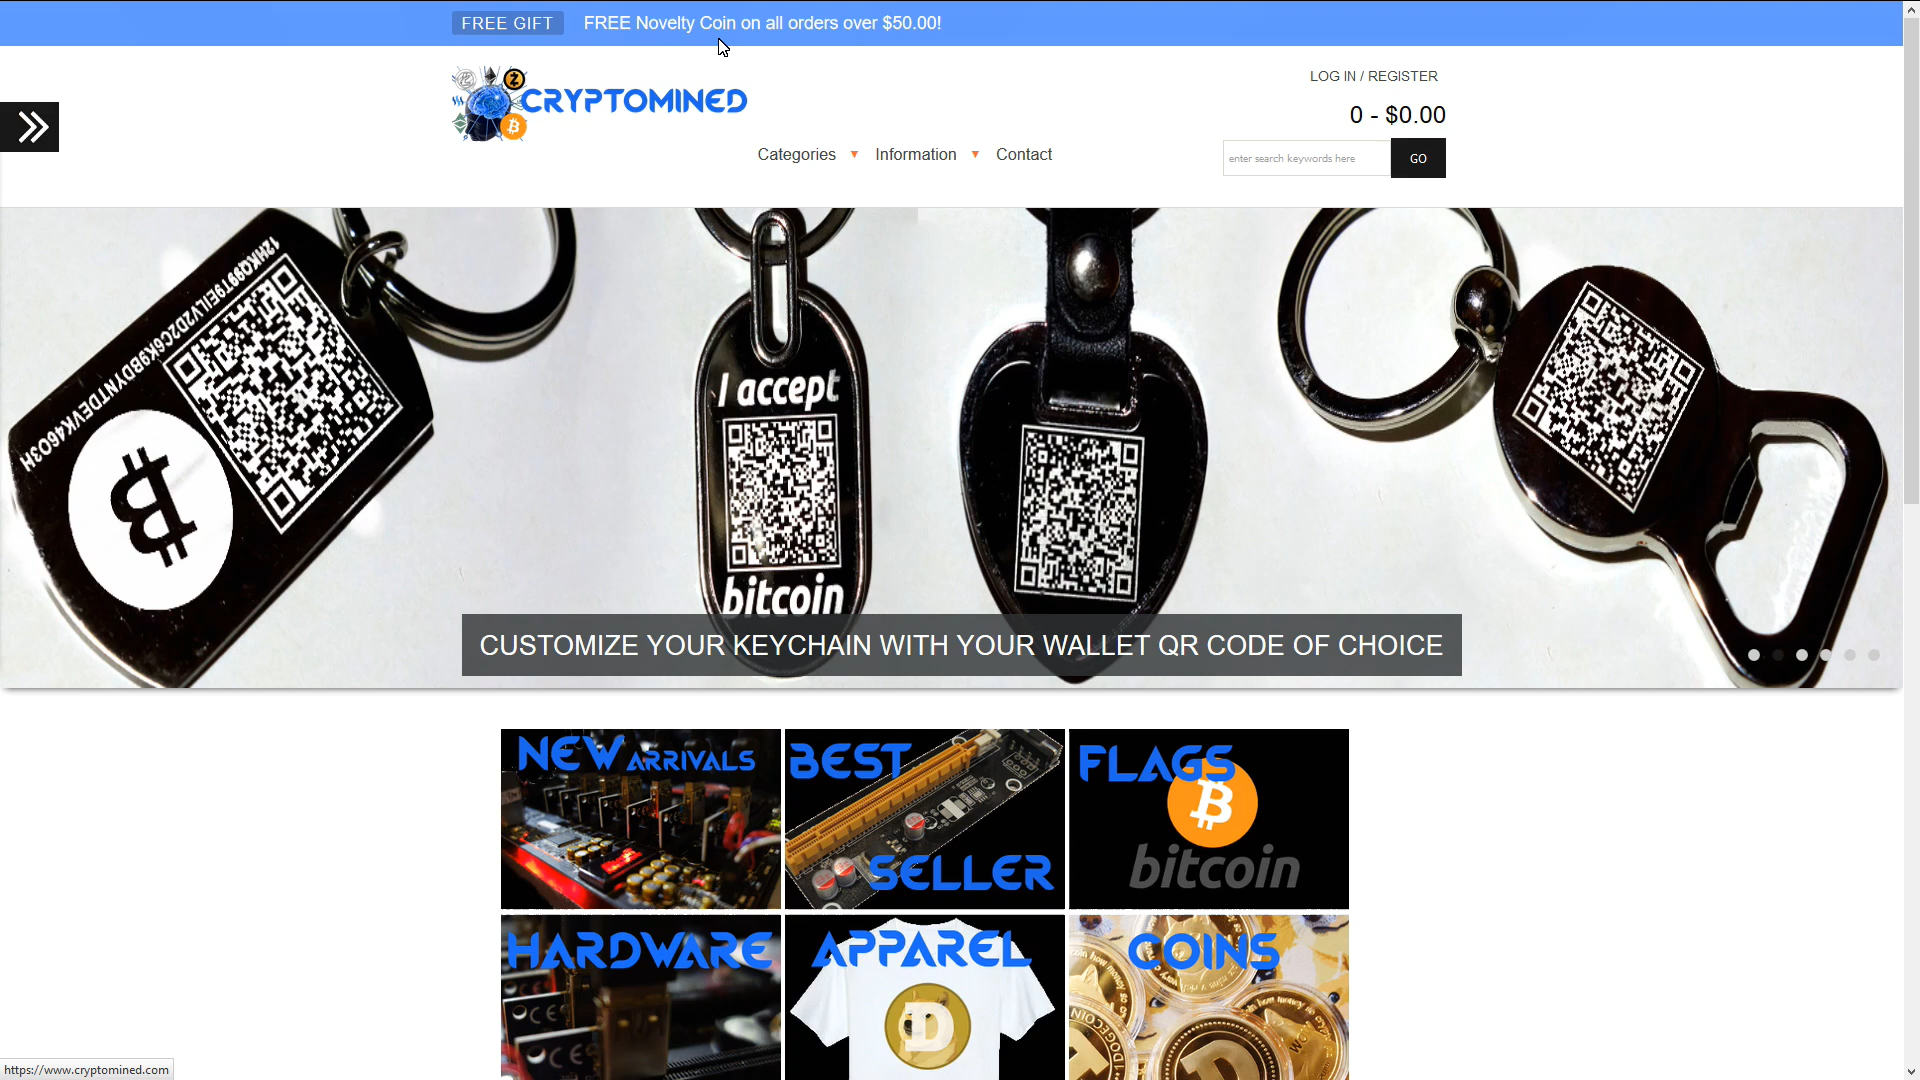 FREE GIFT FREE Novelty Coin on all orders over $50.00!
CRYPTOMINED
LOG IN / REGISTER
0 - $0.00
Categories Information Contact
enter search keywords here GO
I accept
bitcoin
CUSTOMIZE YOUR KEYCHAIN WITH YOUR WALLET QR CODE OF CHOICE
NEW ARRIVALS
BEST
SELLER
FLAGS
bitcoin
HARDWARE
APPAREL
COINS
https://www.cryptomined.com